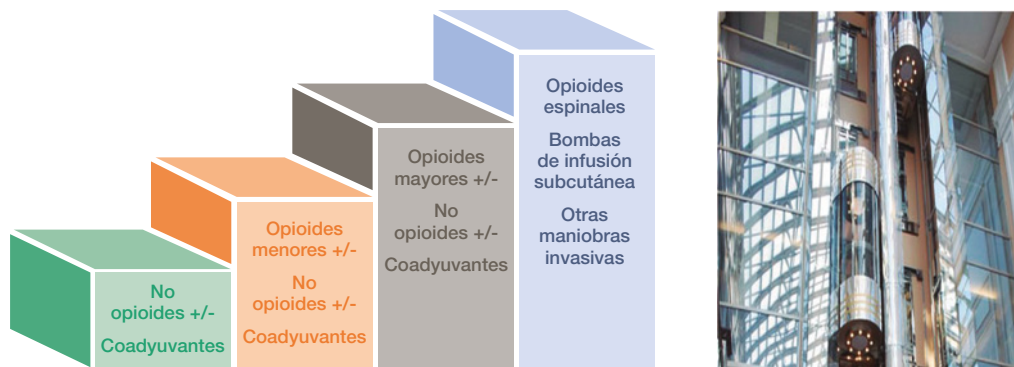 No
opioides +/-
Coadyuvantes
Opioides
menores +/-
No
opioides +/-
Coadyuvantes
Opioides
mayores +/-
No
opioides +/-
Coadyuvantes
Opioides
espinales
Bombas
de infusión
subcutánea
Otras
maniobras
invasivas